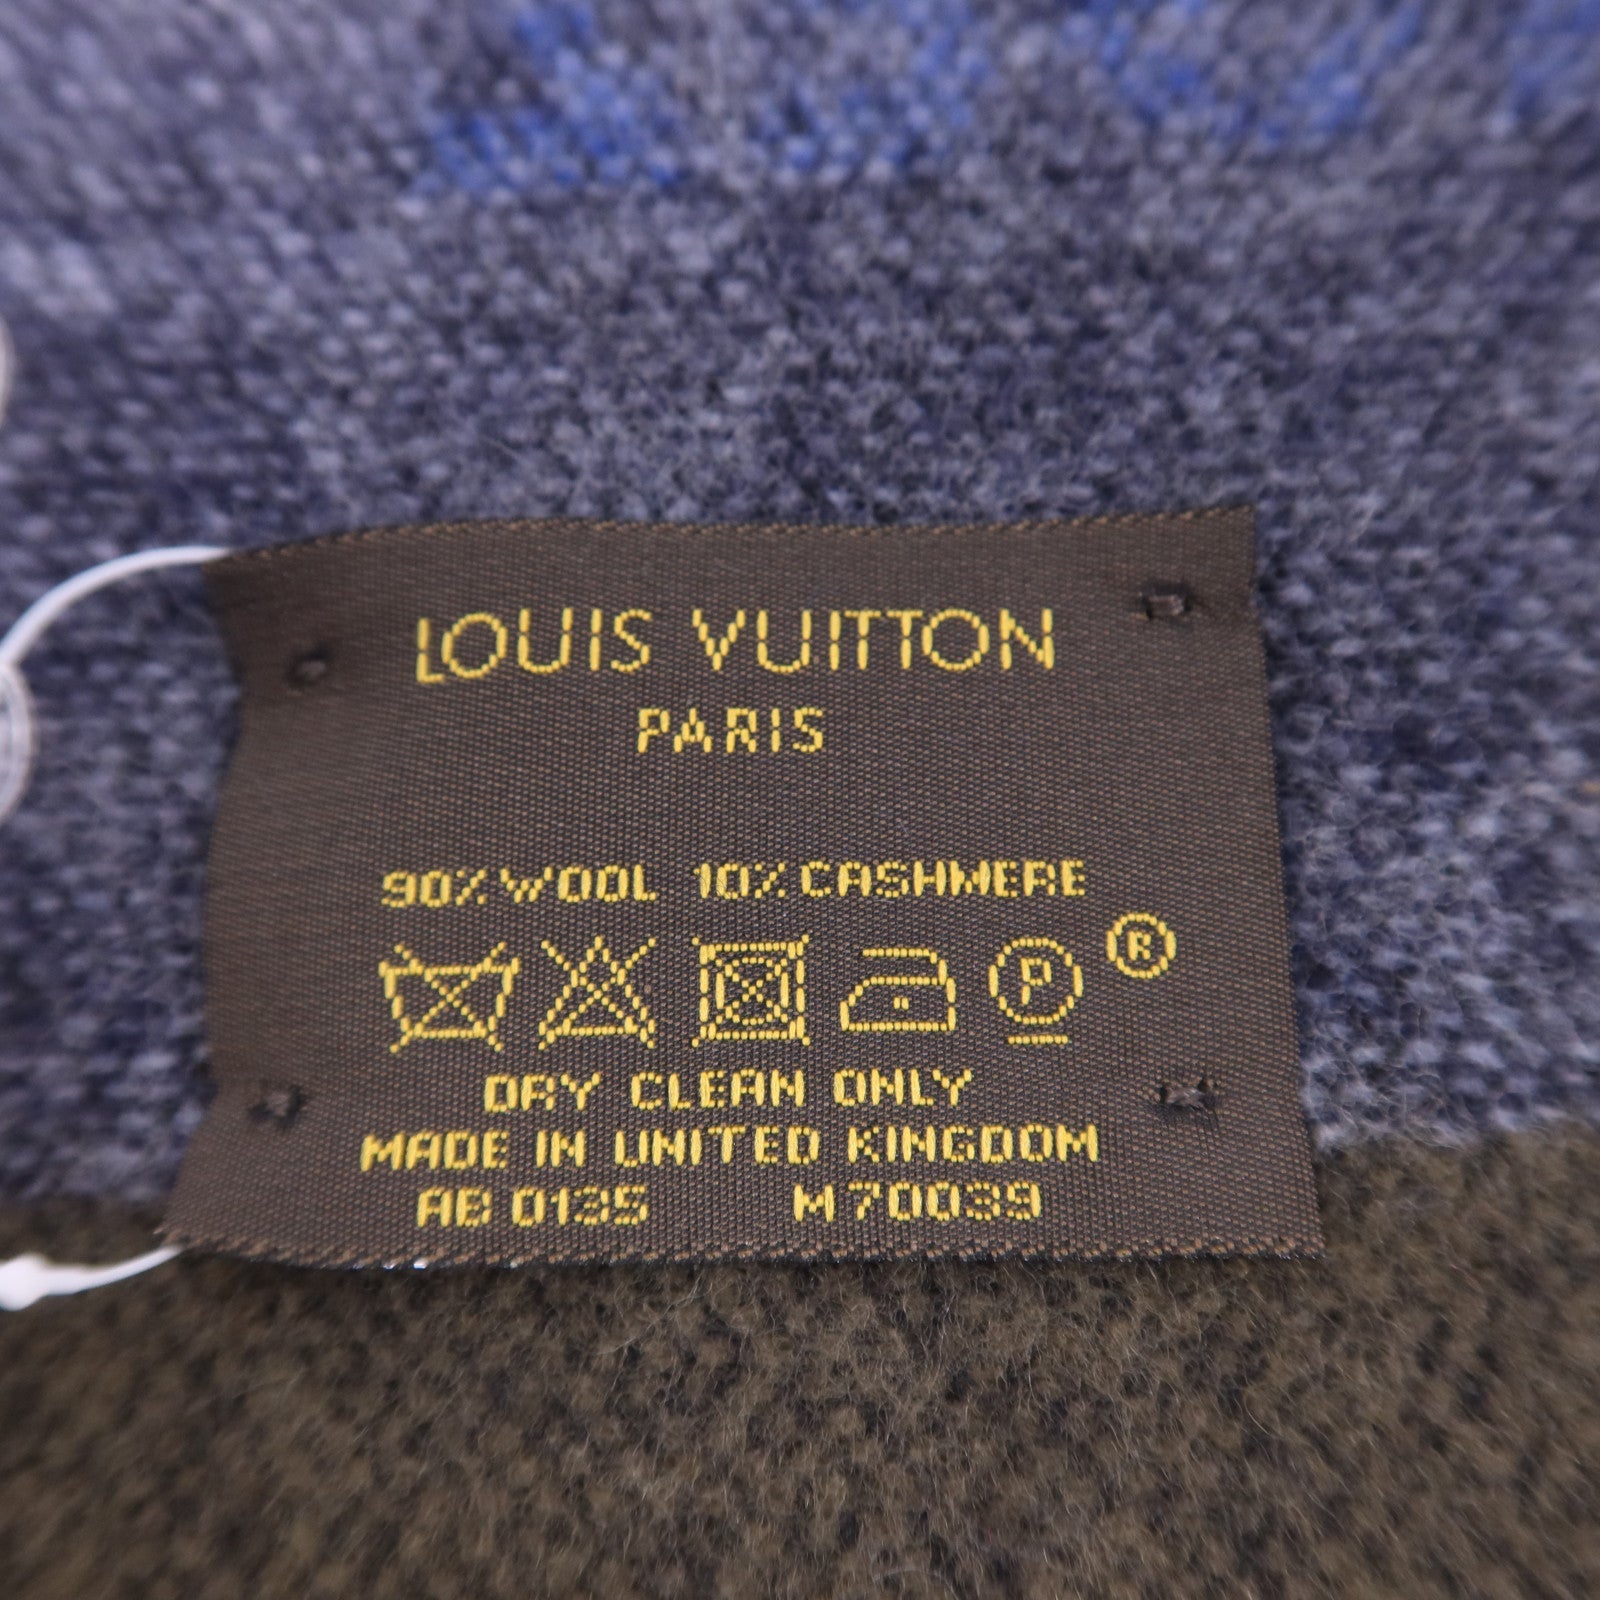 LOUIS VUITTON
PARIS
90% WOOL 10% CASHMERE
P ®
DRY CLEAN ONLY
MADE IN UNITED KINGDOM
AB 0135 M70039